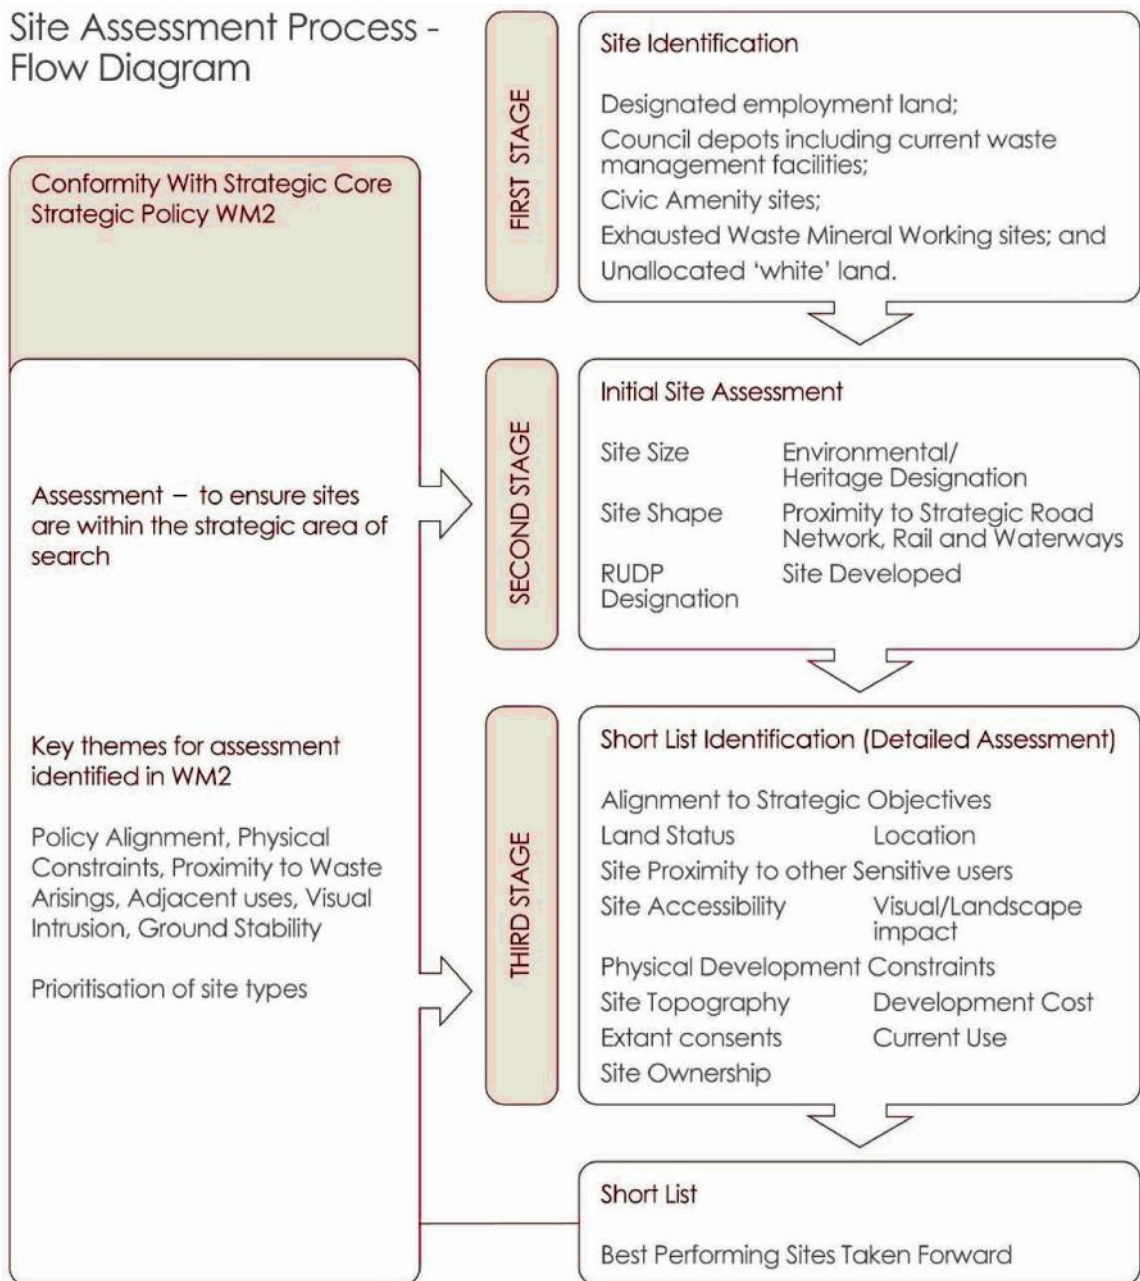 Site Assessment Process -
Flow Diagram
Conformity With Strategic Core
Strategic Policy WM2
Assessment – to ensure sites
are within the strategic area of
search
Key themes for assessment
identified in WM2
Policy Alignment, Physical
Constraints, Proximity to Waste
Arisings, Adjacent uses, Visual
Intrusion, Ground Stability
Prioritisation of site types
FIRST STAGE
Site Identification
Designated employment land;
Council depots including current waste
management facilities;
Civic Amenity sites;
Exhausted Waste Mineral Working sites; and
Unallocated ‘white’ land.
SECOND STAGE
Initial Site Assessment
Site Size
Environmental/
Heritage Designation
Site Shape
Proximity to Strategic Road
Network, Rail and Waterways
RUDP
Designation
Site Developed
THIRD STAGE
Short List Identification (Detailed Assessment)
Alignment to Strategic Objectives
Land Status
Location
Site Proximity to other Sensitive users
Site Accessibility
Visual/Landscape
impact
Physical Development Constraints
Site Topography
Development Cost
Extant consents
Current Use
Site Ownership
Short List
Best Performing Sites Taken Forward